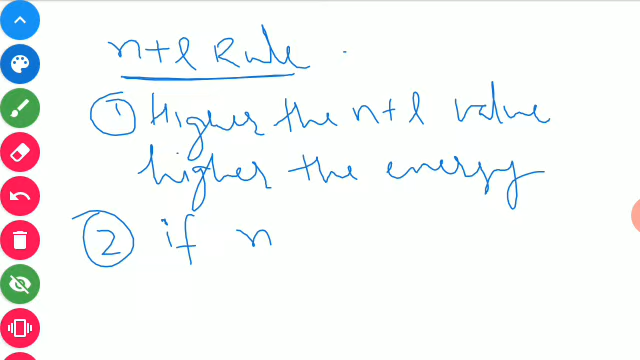 n+l Rule
① Higher the n+l value
higher the energy
② if n